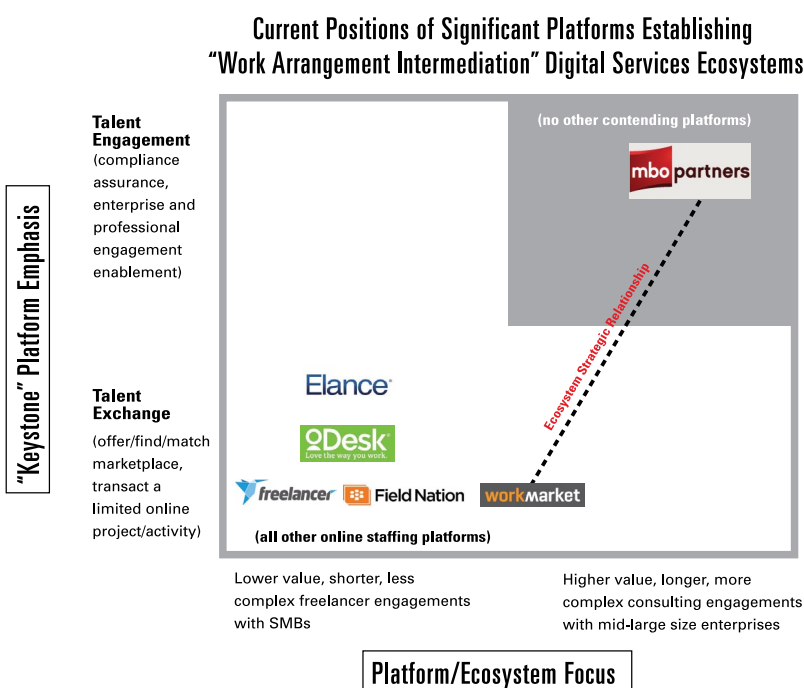 Current Positions of Significant Platforms Establishing
“Work Arrangement Intermediation” Digital Services Ecosystems
"Keystone" Platform Emphasis
Talent
Engagement
(compliance
assurance,
enterprise and
professional
engagement
enablement)
(no other contending platforms)
mbo partners
Ecosystem Strategic Relationship
Talent
Exchange
(offer/find/match
marketplace,
transact a
limited online
project/activity)
Elance
oDesk
Love the way you work.
freelancer
Field Nation
workmarket
(all other online staffing platforms)
Lower value, shorter, less
complex freelancer engagements
with SMBs
Higher value, longer, more
complex consulting engagements
with mid-large size enterprises
Platform/Ecosystem Focus